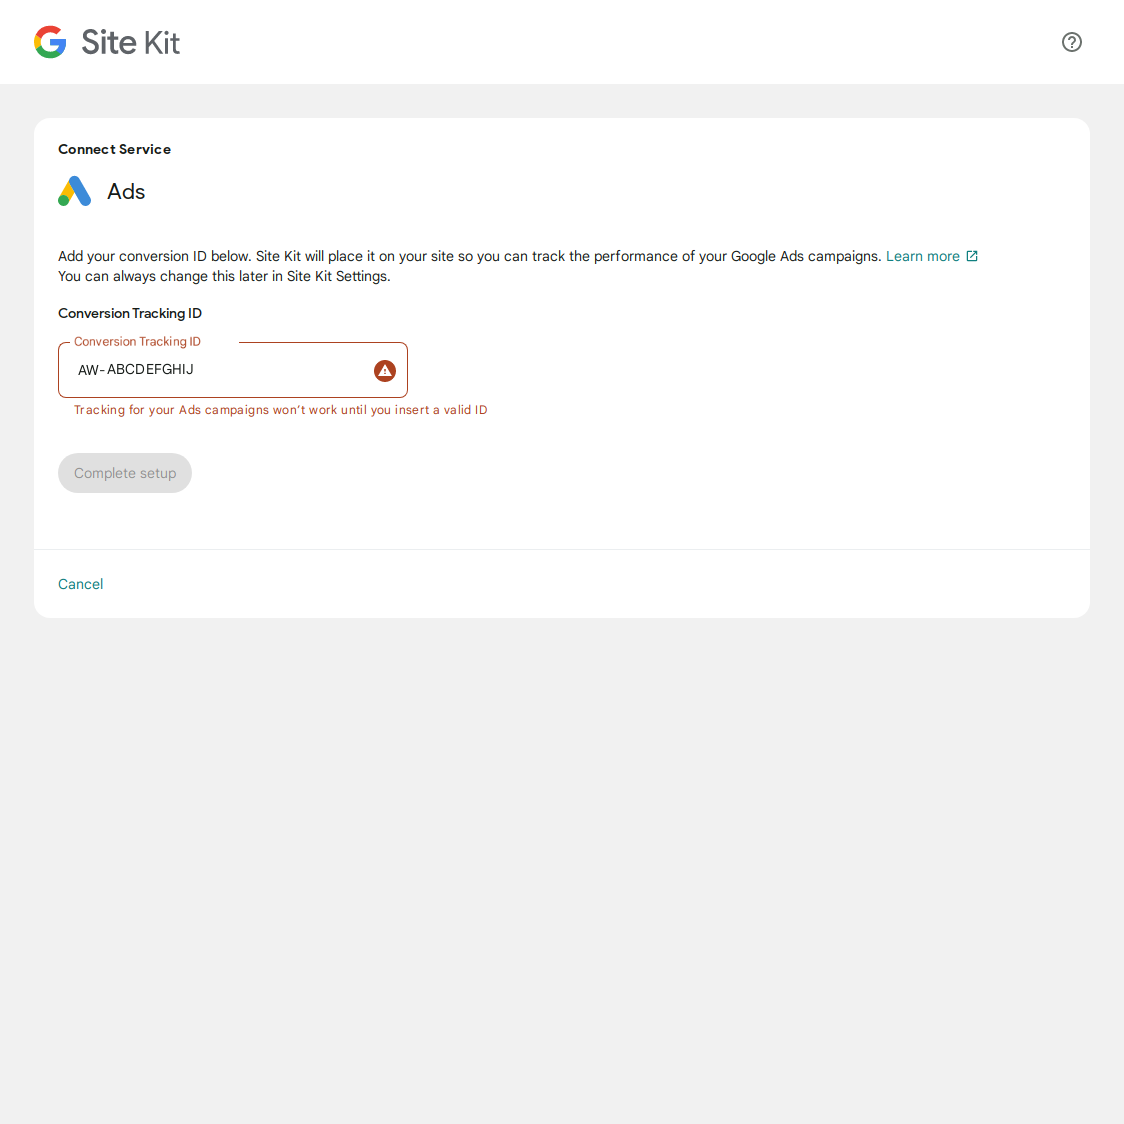 Site Kit
Connect Service
Ads
Add your conversion ID below. Site Kit will place it on your site so you can track the performance of your Google Ads campaigns. Learn more
You can always change this later in Site Kit Settings.
Conversion Tracking ID
Conversion Tracking ID
AW-ABCDEFGHIJ
Tracking for your Ads campaigns won’t work until you insert a valid ID
Complete setup
Cancel